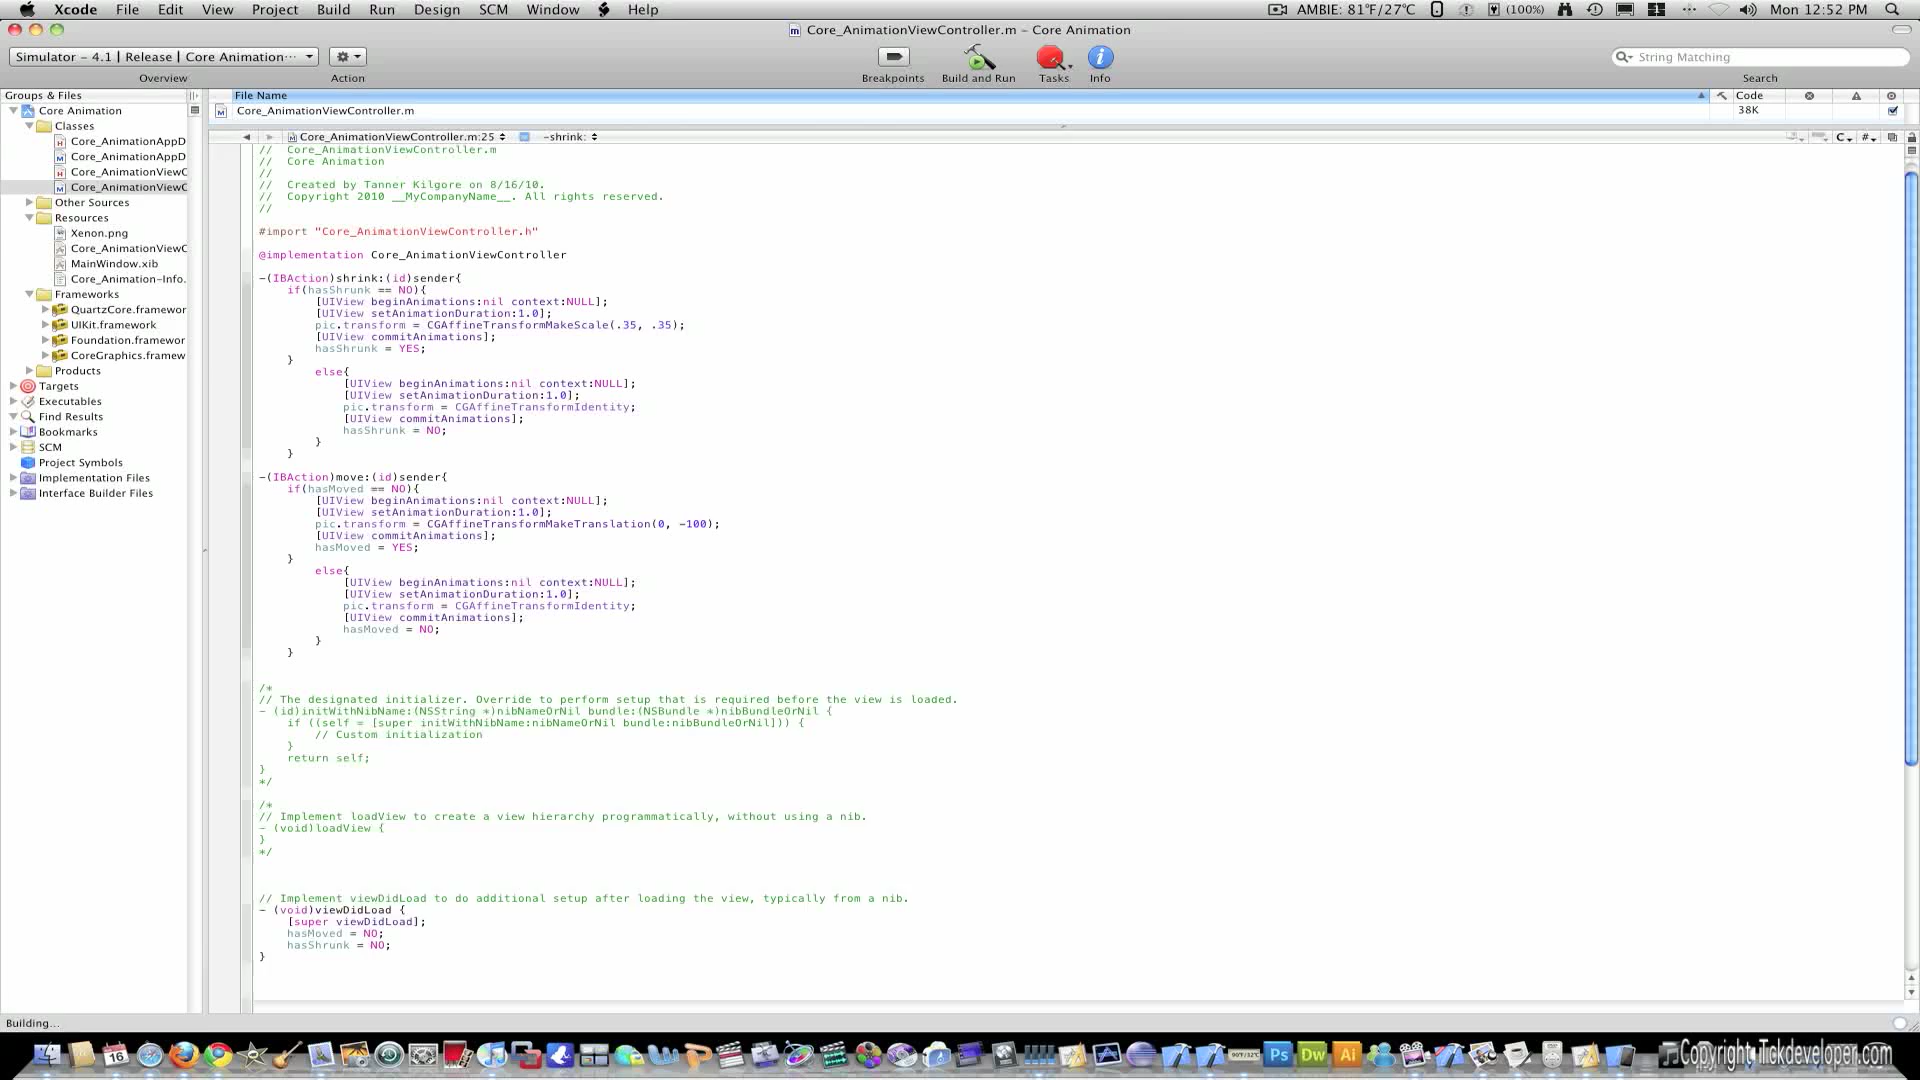 Xcode File Edit View Project Build Run Design SCM Window Help AMBIE: 81°F/27°C (100%) Mon 12:52 PM
Core_AnimationViewController.m – Core Animation
Simulator – 4.1 | Release | Core Animation··· String Matching
Overview Action Breakpoints Build and Run Tasks Info Search
Groups & Files File Name Code
Core Animation Core_AnimationViewController.m 38K
Classes
Core_AnimationAppD
Core_AnimationAppD
Core_AnimationViewC
Core_AnimationViewC
Other Sources
Resources
Xenon.png
Core_AnimationViewC
MainWindow.xib
Core_Animation-Info.
Frameworks
QuartzCore.framewor
UIKit.framework
Foundation.framewor
CoreGraphics.framew
Products
Targets
Executables
Find Results
Bookmarks
SCM
Project Symbols
Implementation Files
Interface Builder Files
Core_AnimationViewController.m:25 -shrink: C #
// Core_AnimationViewController.m
// Core Animation
//
// Created by Tanner Kilgore on 8/16/10.
// Copyright 2010 __MyCompanyName__. All rights reserved.
//
#import "Core_AnimationViewController.h"
@implementation Core_AnimationViewController
-(IBAction)shrink:(id)sender{
if(hasShrunk == NO){
[UIView beginAnimations:nil context:NULL];
[UIView setAnimationDuration:1.0];
pic.transform = CGAffineTransformMakeScale(.35, .35);
[UIView commitAnimations];
hasShrunk = YES;
}
else{
[UIView beginAnimations:nil context:NULL];
[UIView setAnimationDuration:1.0];
pic.transform = CGAffineTransformIdentity;
[UIView commitAnimations];
hasShrunk = NO;
}
}
-(IBAction)move:(id)sender{
if(hasMoved == NO){
[UIView beginAnimations:nil context:NULL];
[UIView setAnimationDuration:1.0];
pic.transform = CGAffineTransformMakeTranslation(0, -100);
[UIView commitAnimations];
hasMoved = YES;
}
else{
[UIView beginAnimations:nil context:NULL];
[UIView setAnimationDuration:1.0];
pic.transform = CGAffineTransformIdentity;
[UIView commitAnimations];
hasMoved = NO;
}
}
/*
// The designated initializer. Override to perform setup that is required before the view is loaded.
- (id)initWithNibName:(NSString *)nibNameOrNil bundle:(NSBundle *)nibBundleOrNil {
if ((self = [super initWithNibName:nibNameOrNil bundle:nibBundleOrNil])) {
// Custom initialization
}
return self;
}
*/
/*
// Implement loadView to create a view hierarchy programmatically, without using a nib.
- (void)loadView {
}
*/
// Implement viewDidLoad to do additional setup after loading the view, typically from a nib.
- (void)viewDidLoad {
[super viewDidLoad];
hasMoved = NO;
hasShrunk = NO;
}
Building...
16 Ps Dw Ai Copyright Tckdeveloper.com